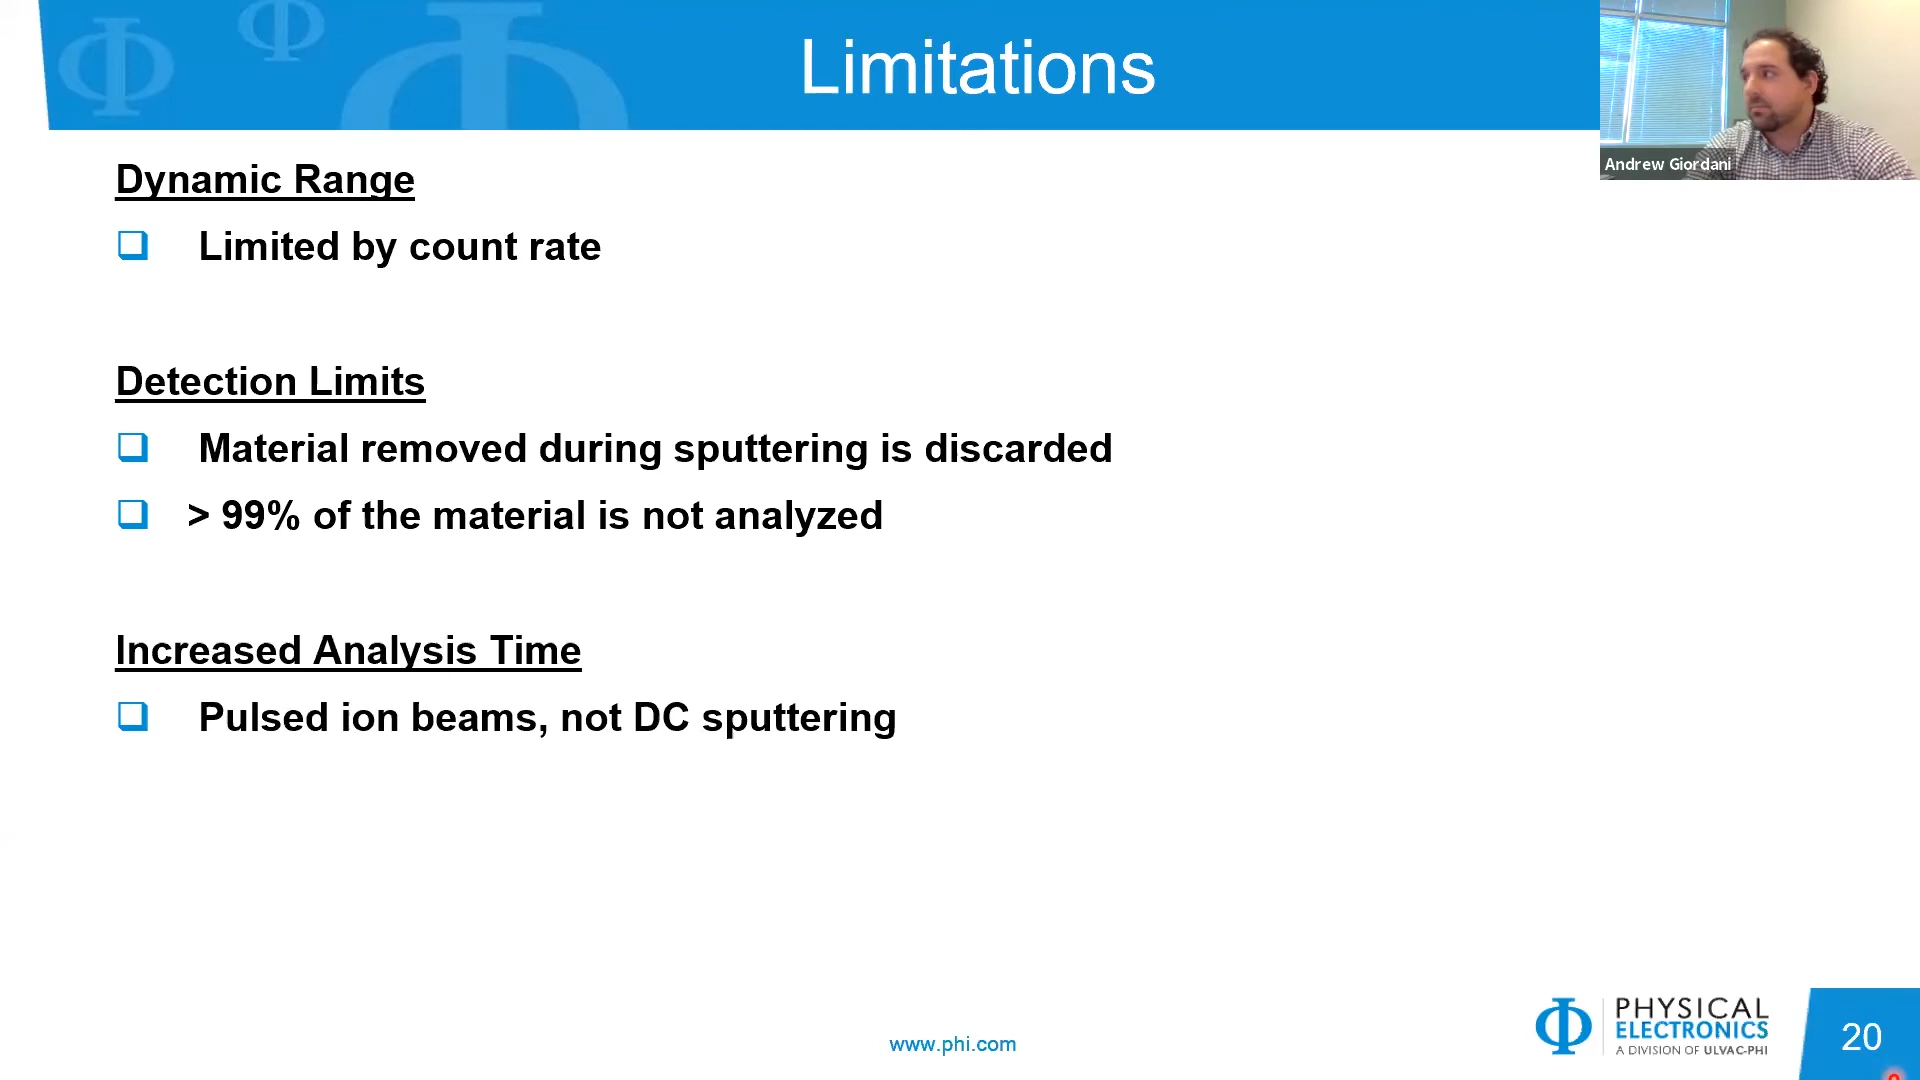 Limitations
Andrew Giordani
Dynamic Range
Limited by count rate
Detection Limits
Material removed during sputtering is discarded
> 99% of the material is not analyzed
Increased Analysis Time
Pulsed ion beams, not DC sputtering
www.phi.com
PHYSICAL
ELECTRONICS
A DIVISION OF ULVAC-PHI
20